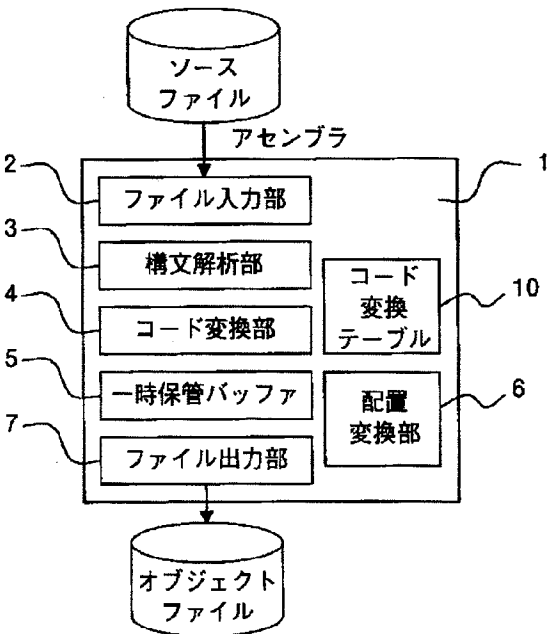 ソース
ファイル
アセンブラ
1
2
ファイル入力部
3
構文解析部
4
コード変換部
コード
変換
テーブル
10
5
一時保管バッファ
配置
変換部
6
7
ファイル出力部
オブジェクト
ファイル